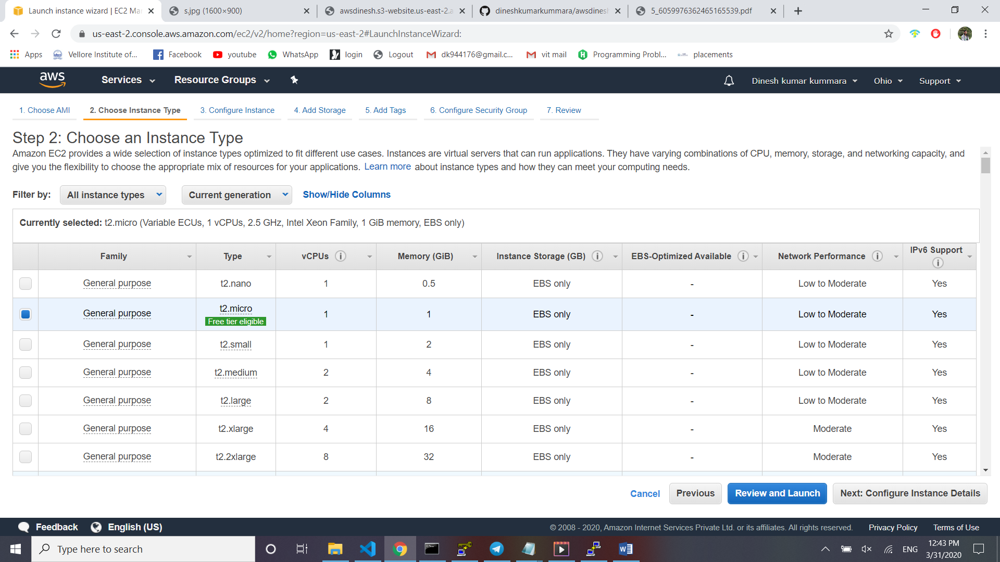 Launch instance wizard | EC2 Mar
s.jpg (1600×900)
awsdinesh.s3-website.us-east-2.a
dineshkumarkummara/awsdinesh
5_6059976362465165539.pdf
us-east-2.console.aws.amazon.com/ec2/v2/home?region=us-east-2#LaunchInstanceWizard:
Apps
Vellore Institute of...
Facebook
youtube
WhatsApp
login
Logout
dk944176@gmail.c...
vit mail
Programming Probl...
placements
aws
Services
Resource Groups
Dinesh kumar kummara
Ohio
Support
1. Choose AMI
2. Choose Instance Type
3. Configure Instance
4. Add Storage
5. Add Tags
6. Configure Security Group
7. Review
Step 2: Choose an Instance Type
Amazon EC2 provides a wide selection of instance types optimized to fit different use cases. Instances are virtual servers that can run applications. They have varying combinations of CPU, memory, storage, and networking capacity, and
give you the flexibility to choose the appropriate mix of resources for your applications. Learn more about instance types and how they can meet your computing needs.
Filter by: All instance types Current generation Show/Hide Columns
Currently selected: t2.micro (Variable ECUs, 1 vCPUs, 2.5 GHz, Intel Xeon Family, 1 GiB memory, EBS only)
Family Type vCPUs i Memory (GiB) Instance Storage (GB) i EBS-Optimized Available i Network Performance i IPv6 Support i
General purpose t2.nano 1 0.5 EBS only - Low to Moderate Yes
General purpose t2.micro 1 1 EBS only - Low to Moderate Yes
Free tier eligible
General purpose t2.small 1 2 EBS only - Low to Moderate Yes
General purpose t2.medium 2 4 EBS only - Low to Moderate Yes
General purpose t2.large 2 8 EBS only - Low to Moderate Yes
General purpose t2.xlarge 4 16 EBS only - Moderate Yes
General purpose t2.2xlarge 8 32 EBS only - Moderate Yes
Cancel Previous Review and Launch Next: Configure Instance Details
Feedback English (US) © 2008 - 2020, Amazon Internet Services Private Ltd. or its affiliates. All rights reserved. Privacy Policy Terms of Use
Type here to search
ENG
12:43 PM
3/31/2020